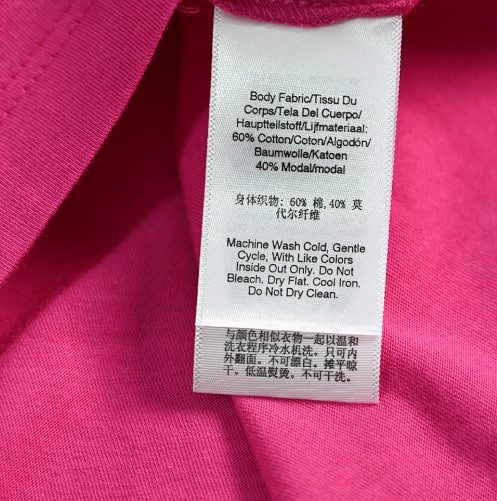 Body Fabric/Tissu Du
Corps/Tela Del Cuerpo/
Hauptteilstoff/Lijfmateriaal:
60% Cotton/Coton/Algodón/
Baumwolle/Katoen
40% Modal/modal
身体织物: 60% 棉,40% 莫
代尔纤维
Machine Wash Cold, Gentle
Cycle, With Like Colors
Inside Out Only. Do Not
Bleach. Dry Flat. Cool Iron.
Do Not Dry Clean.
与颜色相似衣物一起以温和
洗衣程序冷水机洗。只可内
外翻面。不可漂白。摊平晾
干。低温熨烫。不可干洗。